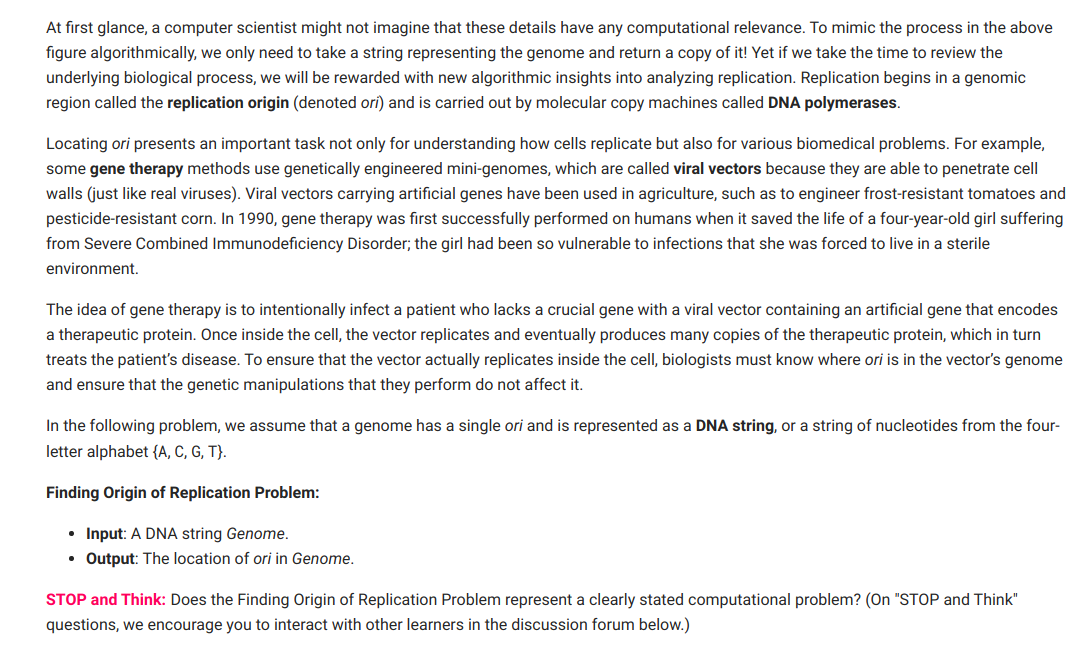 At first glance, a computer scientist might not imagine that these details have any computational relevance. To mimic the process in the above
figure algorithmically, we only need to take a string representing the genome and return a copy of it! Yet if we take the time to review the
underlying biological process, we will be rewarded with new algorithmic insights into analyzing replication. Replication begins in a genomic
region called the replication origin (denoted ori) and is carried out by molecular copy machines called DNA polymerases.
Locating ori presents an important task not only for understanding how cells replicate but also for various biomedical problems. For example,
some gene therapy methods use genetically engineered mini-genomes, which are called viral vectors because they are able to penetrate cell
walls (just like real viruses). Viral vectors carrying artificial genes have been used in agriculture, such as to engineer frost-resistant tomatoes and
pesticide-resistant corn. In 1990, gene therapy was first successfully performed on humans when it saved the life of a four-year-old girl suffering
from Severe Combined Immunodeficiency Disorder; the girl had been so vulnerable to infections that she was forced to live in a sterile
environment.
The idea of gene therapy is to intentionally infect a patient who lacks a crucial gene with a viral vector containing an artificial gene that encodes
a therapeutic protein. Once inside the cell, the vector replicates and eventually produces many copies of the therapeutic protein, which in turn
treats the patient's disease. To ensure that the vector actually replicates inside the cell, biologists must know where ori is in the vector's genome
and ensure that the genetic manipulations that they perform do not affect it.
In the following problem, we assume that a genome has a single ori and is represented as a DNA string, or a string of nucleotides from the four-
letter alphabet {A, C, G, T}.
Finding Origin of Replication Problem:
• Input: A DNA string Genome.
• Output: The location of ori in Genome.
STOP and Think: Does the Finding Origin of Replication Problem represent a clearly stated computational problem? (On "STOP and Think"
questions, we encourage you to interact with other learners in the discussion forum below.)